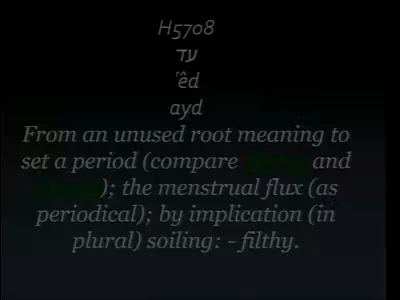 H5708
עד
‛êd
ayd
From an unused root meaning to
set a period (compare and
); the menstrual flux (as
periodical); by implication (in
plural) soiling: - filthy.